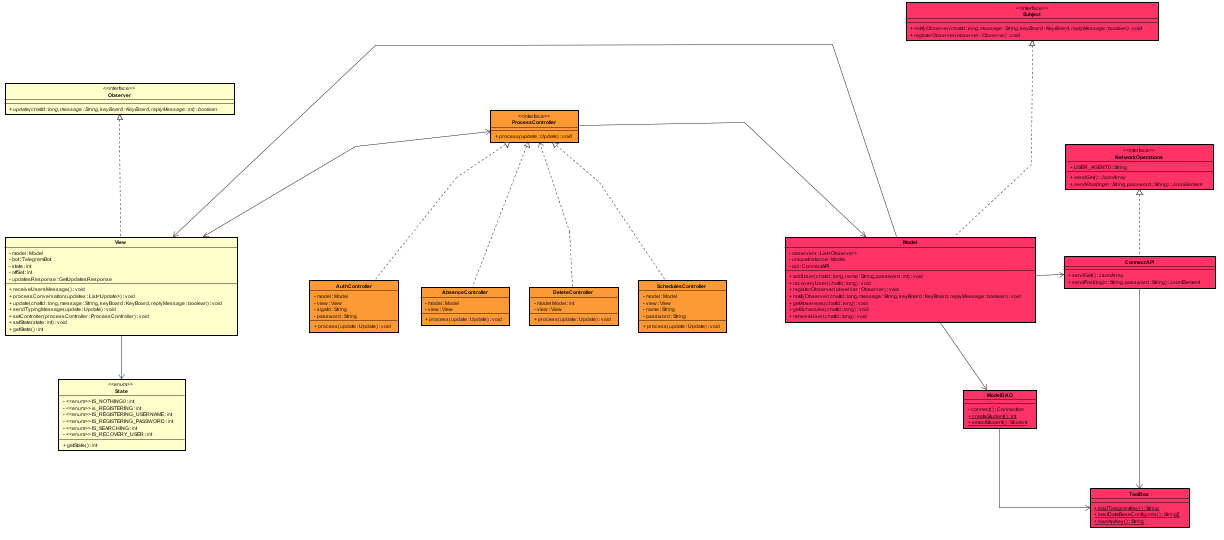 <<interface>>
Subject
+ notifyObserver(chatId : long, message : String, keyBoard : KeyBoard, replyMessage : boolean) : void
+ registerObserver(observer : Observer) : void
<<interface>>
Observer
+ update(chatId : long, message : String, keyBoard : KeyBoard, replyMessage : int) : boolean
<<interface>>
ProcessController
+ process(update : Update) : void
<<interface>>
NetworkOperations
+ USER_AGENT0 : String
+ sendGet() : JsonArray
+ sendPost(login : String, password : String) : JsonElement
View
- model : Model
- bot : TelegramBot
- state : int
- offSet : int
- updatesResponse : GetUpdatesResponse
+ receiveUsersMessage() : void
+ processConversation(updates : List<Update>) : void
+ update(chatId : long, message : String, keyBoard : KeyBoard, replyMessage : boolean) : void
+ sendTypingMessage(update : Update) : void
+ setController(processController : ProcessController) : void
+ setState(state : int) : void
+ getState() : int
Model
- observers : List<Observer>
- uniqueInstance : Model
- api : ConnectAPI
+ addUser(chatId : long, name : String, password : int) : void
+ recoveryUser(chatId : long) : void
+ registerObserver(observer : Observer) : void
+ notifyObserver(chatId : long, message : String, keyBoard : KeyBoard, replyMessage : boolean) : void
+ getAbsences(chatId : long) : void
+ getSchedules(chatId : long) : void
+ removeUser(chatId : long) : void
ConnectAPI
+ sendGet() : JsonArray
+ sendPost(login : String, password : String) : JsonArray
AuthController
- model : Model
- view : View
- sigaId : String
- password : String
+ process(update : Update) : void
AbsenceController
- model : Model
- view : View
+ process(update : Update) : void
DeleteController
- model Model : int
- view : View
+ process(update : Update) : void
SchedulesController
- model : Model
- view : View
- name : String
- password : String
+ process(update : Update) : void
<<enum>>
State
- <<enum>> IS_NOTHING0 : int
- <<enum>> is_REGISTERING : int
- <<enum>> IS_REGISTERING_USERNAME : int
- <<enum>> IS_REGISTERING_PASSWORD : int
- <<enum>> IS_SEARCHING : int
- <<enum>> IS_RECOVERY_USER : int
+ getState() : int
ModelDAO
- connect() : Connection
+ createStudent() : int
+ selectStudent() : Student
ToolBox
+ loadTelegramKey() : String
+ loadDataBaseConfigures() : String[]
+ loadApiKey() : String